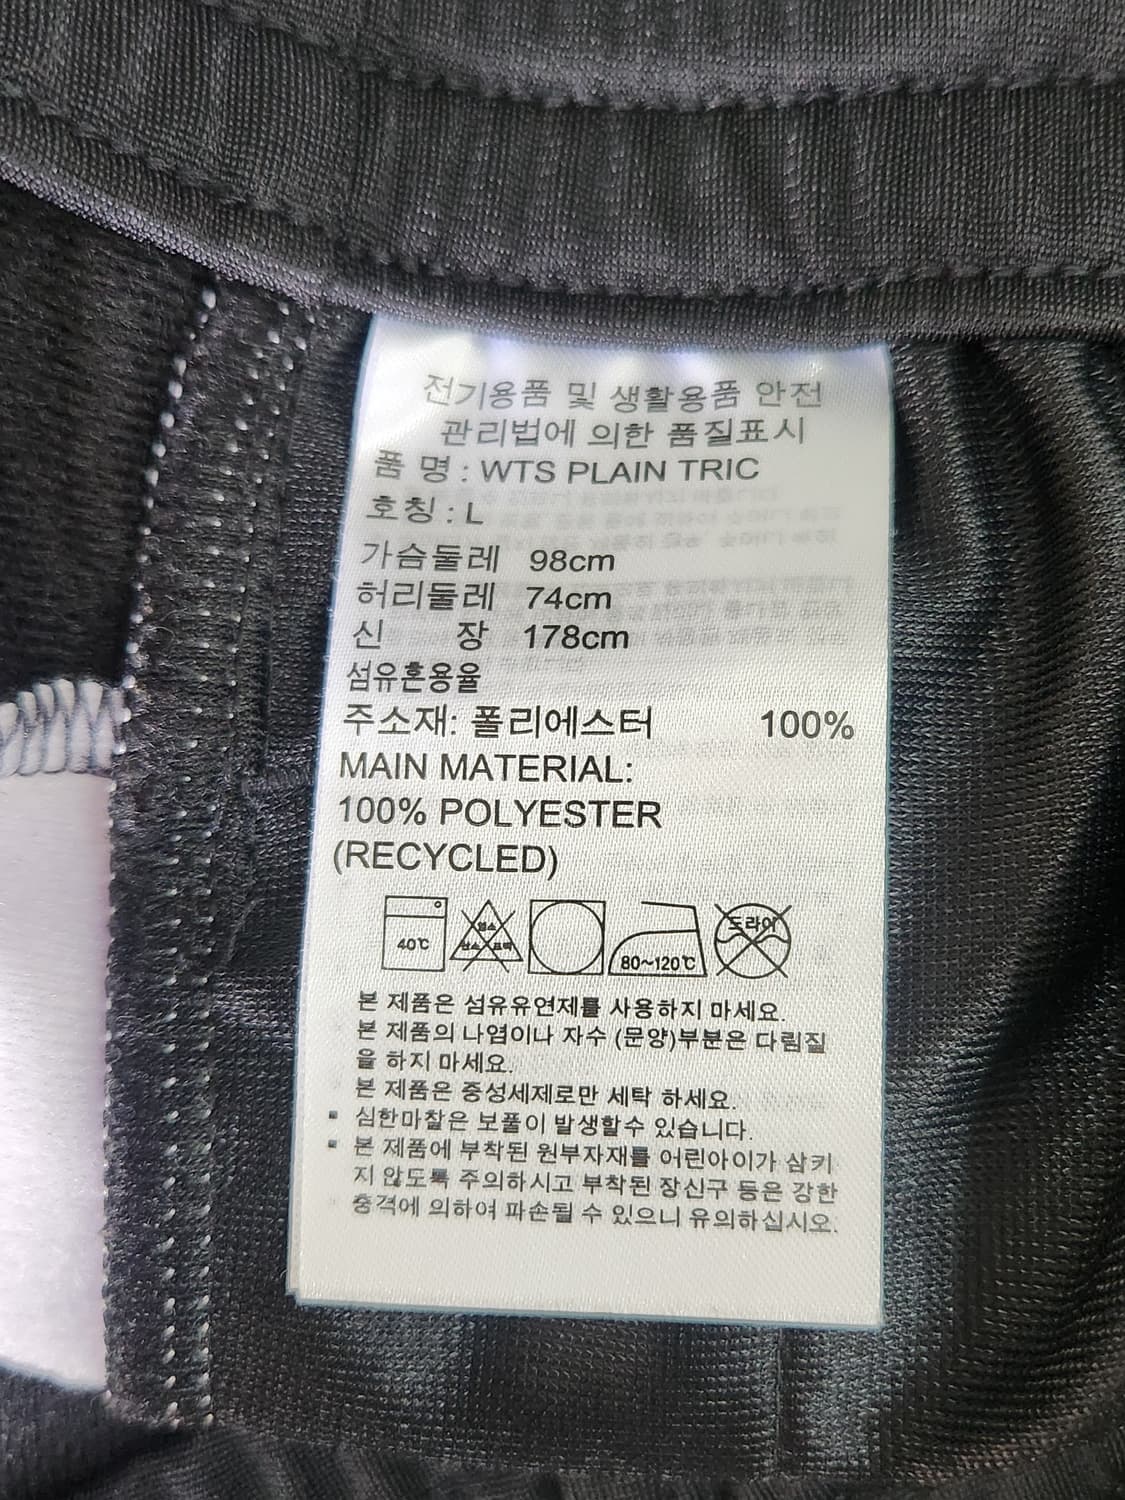 전기용품 및 생활용품 안전
관리법에 의한 품질표시
품 명 : WTS PLAIN TRIC
호칭 : L
가슴둘레 98cm
허리둘레 74cm
신 장 178cm
섬유혼용율
주소재: 폴리에스터 100%
MAIN MATERIAL:
100% POLYESTER
(RECYCLED)
40℃ 80~120℃ 드라이
본 제품은 섬유유연제를 사용하지 마세요.
본 제품의 나염이나 자수 (문양)부분은 다림질
을 하지 마세요.
본 제품은 중성세제로만 세탁 하세요.
▪ 심한마찰은 보풀이 발생할수 있습니다.
▪ 본 제품에 부착된 원부자재를 어린아이가 삼키
지 않도록 주의하시고 부착된 장신구 등은 강한
충격에 의하여 파손될 수 있으니 유의하십시오.